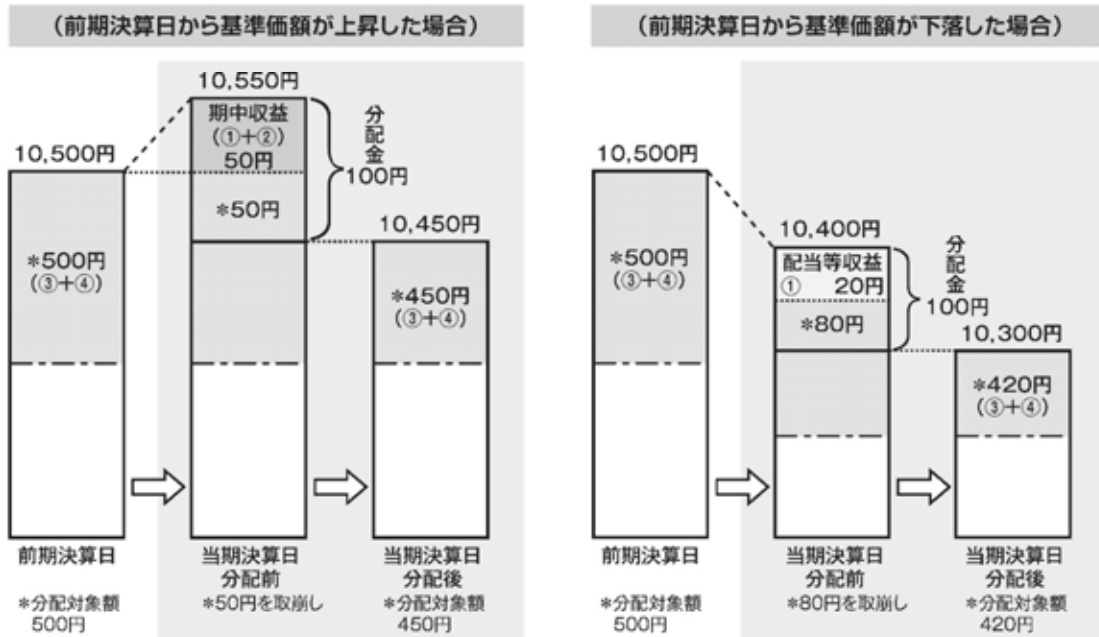 (前期決算日から基準価額が上昇した場合)
10,550円
期中収益
(①+②)
50円
*50円
分配金
100円
10,500円
*500円
(③+④)
10,450円
*450円
(③+④)
前期決算日
*分配対象額
500円
当期決算日
分配前
*50円を取崩し
当期決算日
分配後
*分配対象額
450円
(前期決算日から基準価額が下落した場合)
10,500円
*500円
(③+④)
10,400円
配当等収益
① 20円
*80円
分配金
100円
10,300円
*420円
(③+④)
前期決算日
*分配対象額
500円
当期決算日
分配前
*80円を取崩し
当期決算日
分配後
*分配対象額
420円